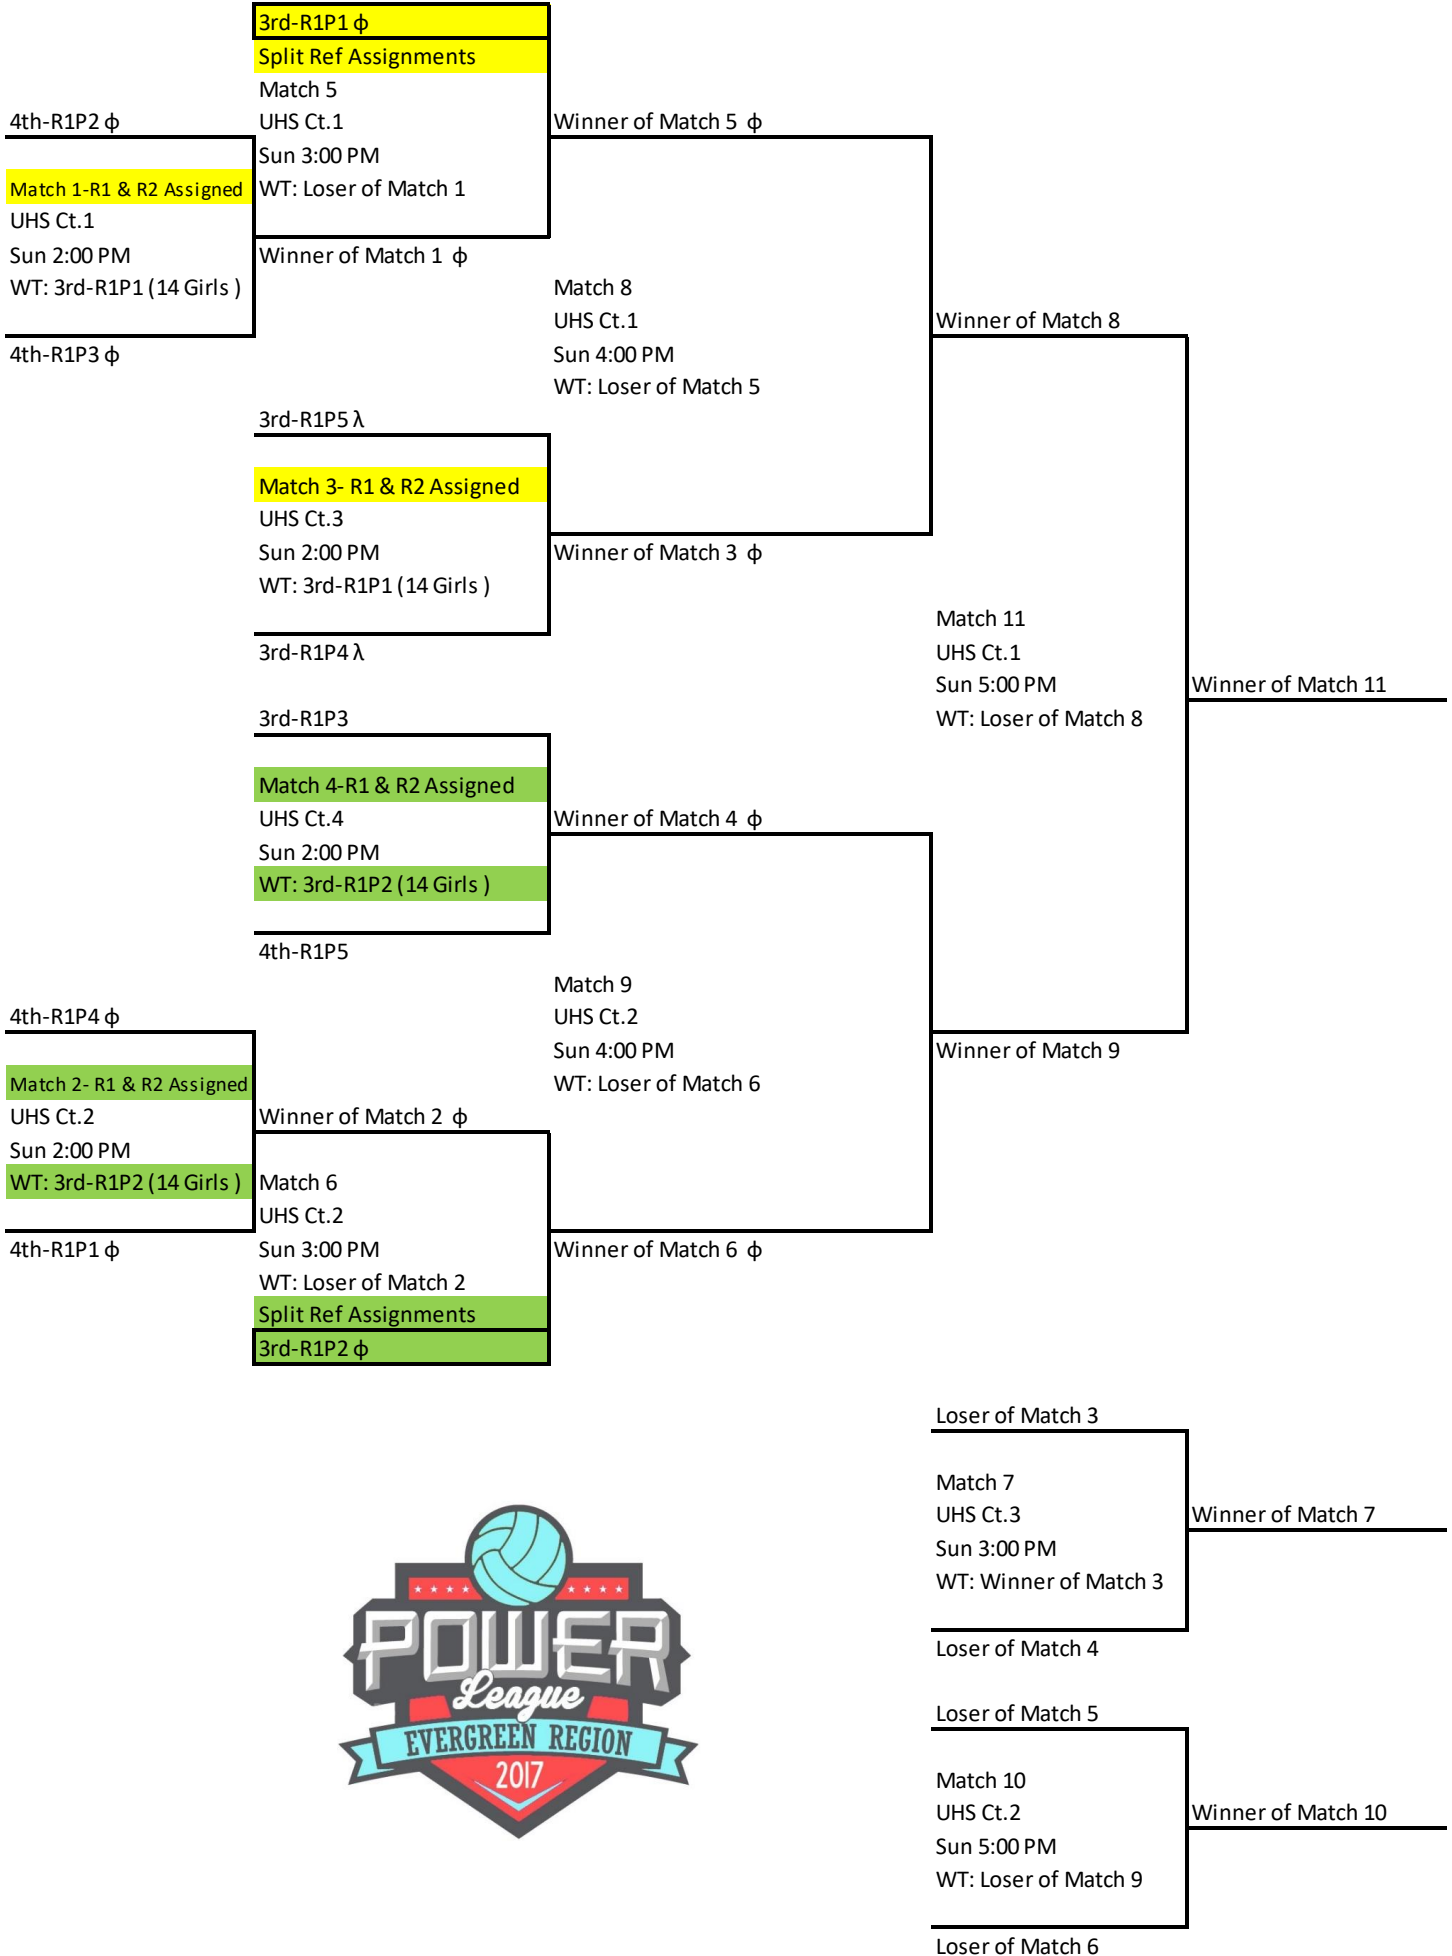 3rd-R1P1 ϕ
Split Ref Assignments
Match 5
UHS Ct.1
Sun 3:00 PM
WT: Loser of Match 1
4th-R1P2 ϕ
Match 1-R1 & R2 Assigned
UHS Ct.1
Sun 2:00 PM
WT: 3rd-R1P1 (14 Girls )
4th-R1P3 ϕ
Winner of Match 1 ϕ
Winner of Match 5 ϕ
Match 8
UHS Ct.1
Sun 4:00 PM
WT: Loser of Match 5
Winner of Match 8
3rd-R1P5 λ
Match 3- R1 & R2 Assigned
UHS Ct.3
Sun 2:00 PM
WT: 3rd-R1P1 (14 Girls )
3rd-R1P4 λ
Winner of Match 3 ϕ
Match 11
UHS Ct.1
Sun 5:00 PM
WT: Loser of Match 8
Winner of Match 11
3rd-R1P3
Match 4-R1 & R2 Assigned
UHS Ct.4
Sun 2:00 PM
WT: 3rd-R1P2 (14 Girls )
4th-R1P5
Winner of Match 4 ϕ
Match 9
UHS Ct.2
Sun 4:00 PM
WT: Loser of Match 6
Winner of Match 9
4th-R1P4 ϕ
Match 2- R1 & R2 Assigned
UHS Ct.2
Sun 2:00 PM
WT: 3rd-R1P2 (14 Girls )
4th-R1P1 ϕ
Winner of Match 2 ϕ
Match 6
UHS Ct.2
Sun 3:00 PM
WT: Loser of Match 2
Split Ref Assignments
3rd-R1P2 ϕ
Winner of Match 6 ϕ
Loser of Match 3
Match 7
UHS Ct.3
Sun 3:00 PM
WT: Winner of Match 3
Loser of Match 4
Winner of Match 7
POWER
League
EVERGREEN REGION
2017
Loser of Match 5
Match 10
UHS Ct.2
Sun 5:00 PM
WT: Loser of Match 9
Loser of Match 6
Winner of Match 10